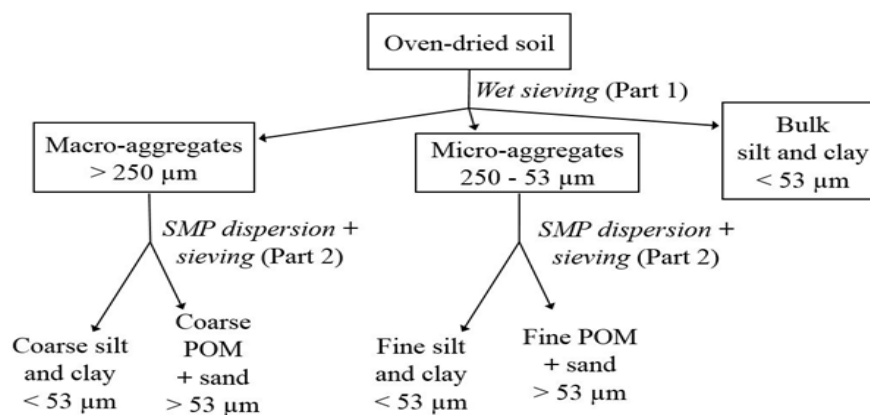 Oven-dried soil
Wet sieving (Part 1)
Macro-aggregates
> 250 μm
Micro-aggregates
250 - 53 μm
Bulk
silt and clay
< 53 μm
SMP dispersion +
sieving (Part 2)
SMP dispersion +
sieving (Part 2)
Coarse silt
and clay
< 53 μm
Coarse
POM
+ sand
> 53 μm
Fine silt
and clay
< 53 μm
Fine POM
+ sand
> 53 μm